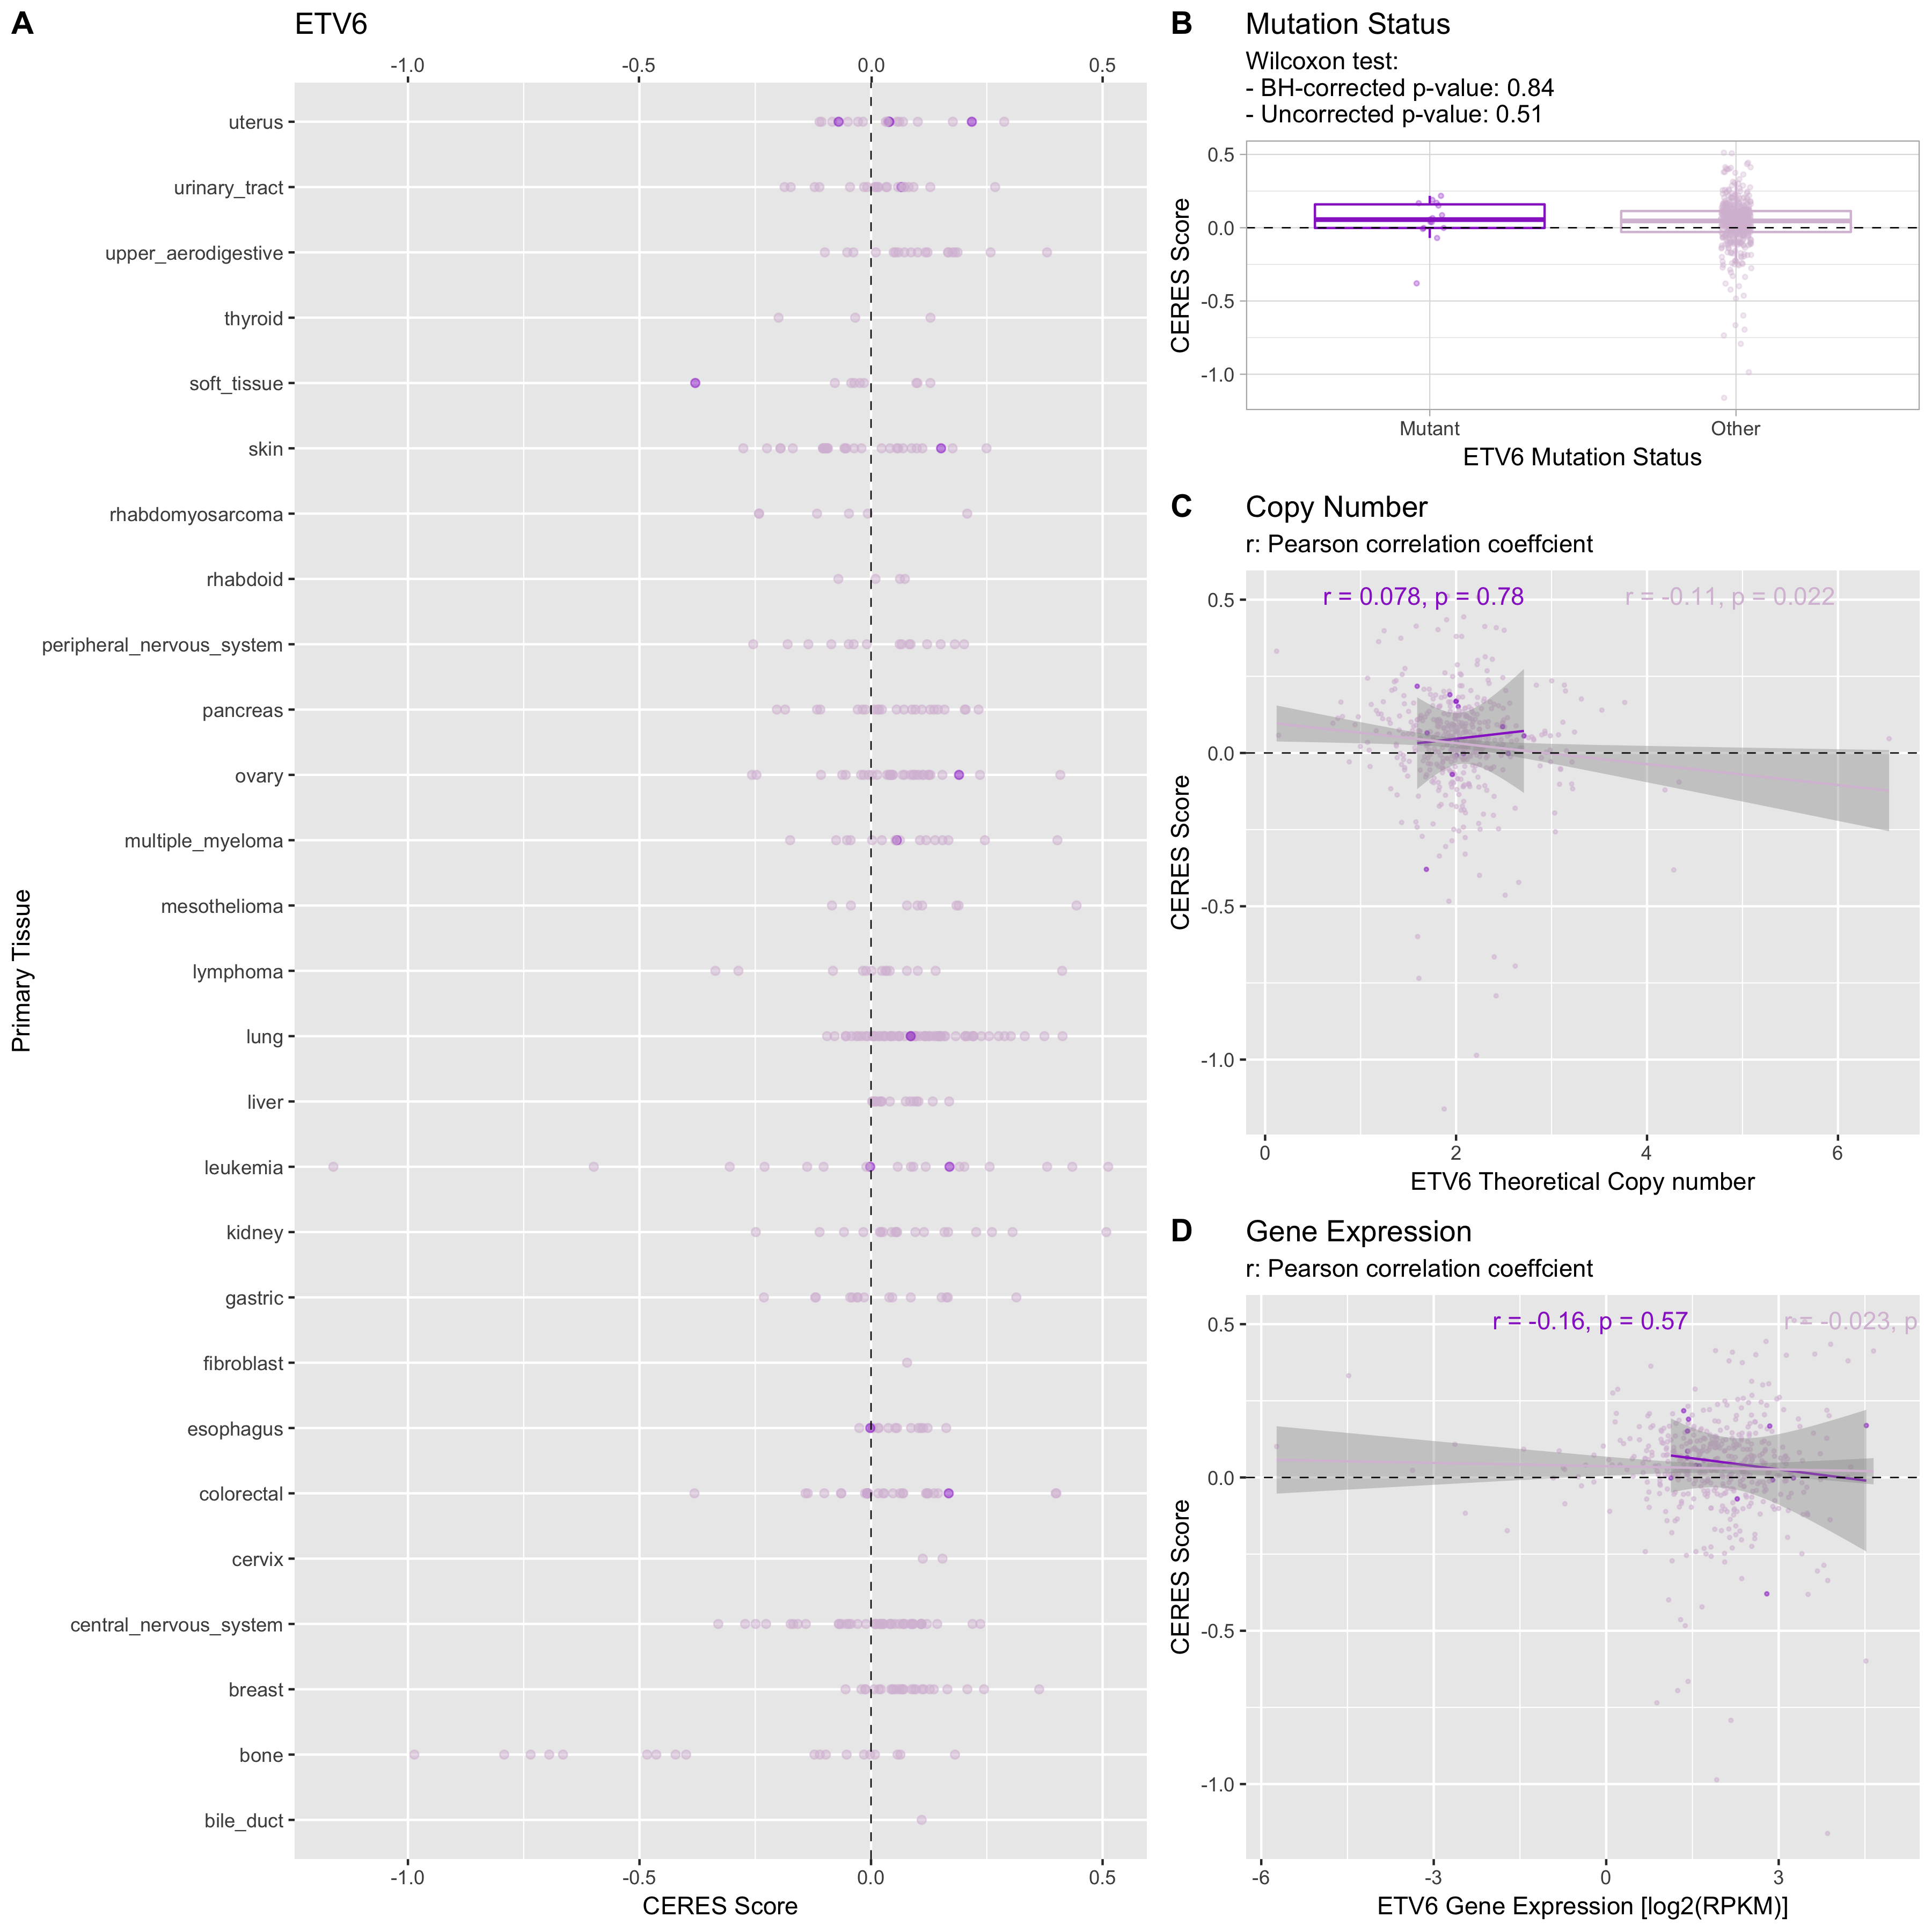 A
ETV6
-1.0 -0.5 0.0 0.5
uterus
urinary_tract
upper_aerodigestive
thyroid
soft_tissue
skin
rhabdomyosarcoma
rhabdoid
peripheral_nervous_system
pancreas
ovary
multiple_myeloma
mesothelioma
lymphoma
lung
liver
leukemia
kidney
gastric
fibroblast
esophagus
colorectal
cervix
central_nervous_system
breast
bone
bile_duct
Primary Tissue
-1.0 -0.5 0.0 0.5
CERES Score
B
Mutation Status
Wilcoxon test:
- BH-corrected p-value: 0.84
- Uncorrected p-value: 0.51
0.5
0.0
-0.5
-1.0
CERES Score
Mutant Other
ETV6 Mutation Status
C
Copy Number
r: Pearson correlation coeffcient
r = 0.078, p = 0.78 r = -0.11, p = 0.022
0.5
0.0
-0.5
-1.0
CERES Score
0 2 4 6
ETV6 Theoretical Copy number
D
Gene Expression
r: Pearson correlation coeffcient
r = -0.16, p = 0.57 r = -0.023, p
0.5
0.0
-0.5
-1.0
CERES Score
-6 -3 0 3
ETV6 Gene Expression [log2(RPKM)]